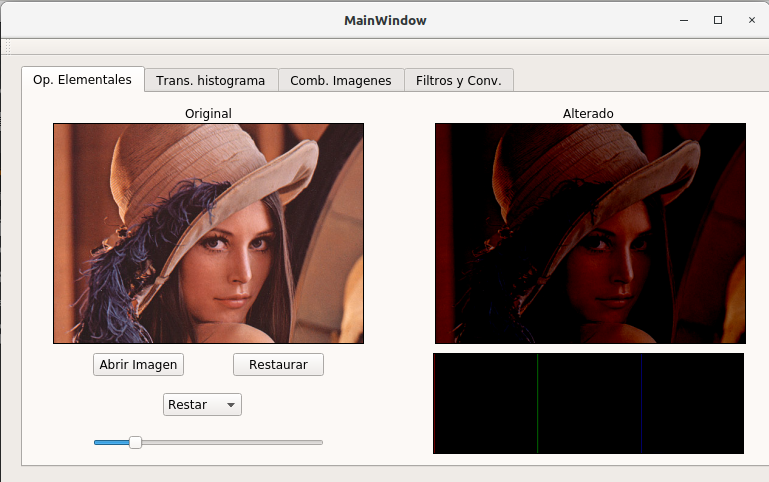 MainWindow
Op. Elementales
Trans. histograma
Comb. Imagenes
Filtros y Conv.
Original
Alterado
Abrir Imagen
Restaurar
Restar